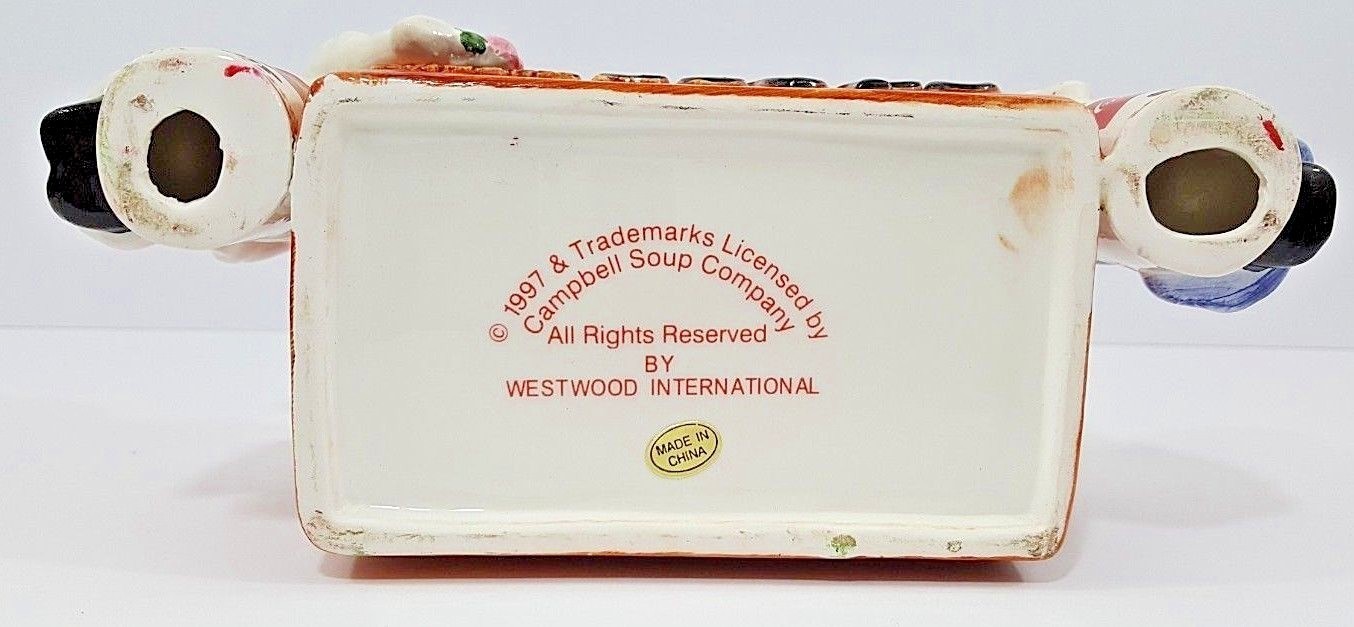 © 1997 & Trademarks Licensed by
Campbell Soup Company
All Rights Reserved
BY
WESTWOOD INTERNATIONAL
MADE IN
CHINA